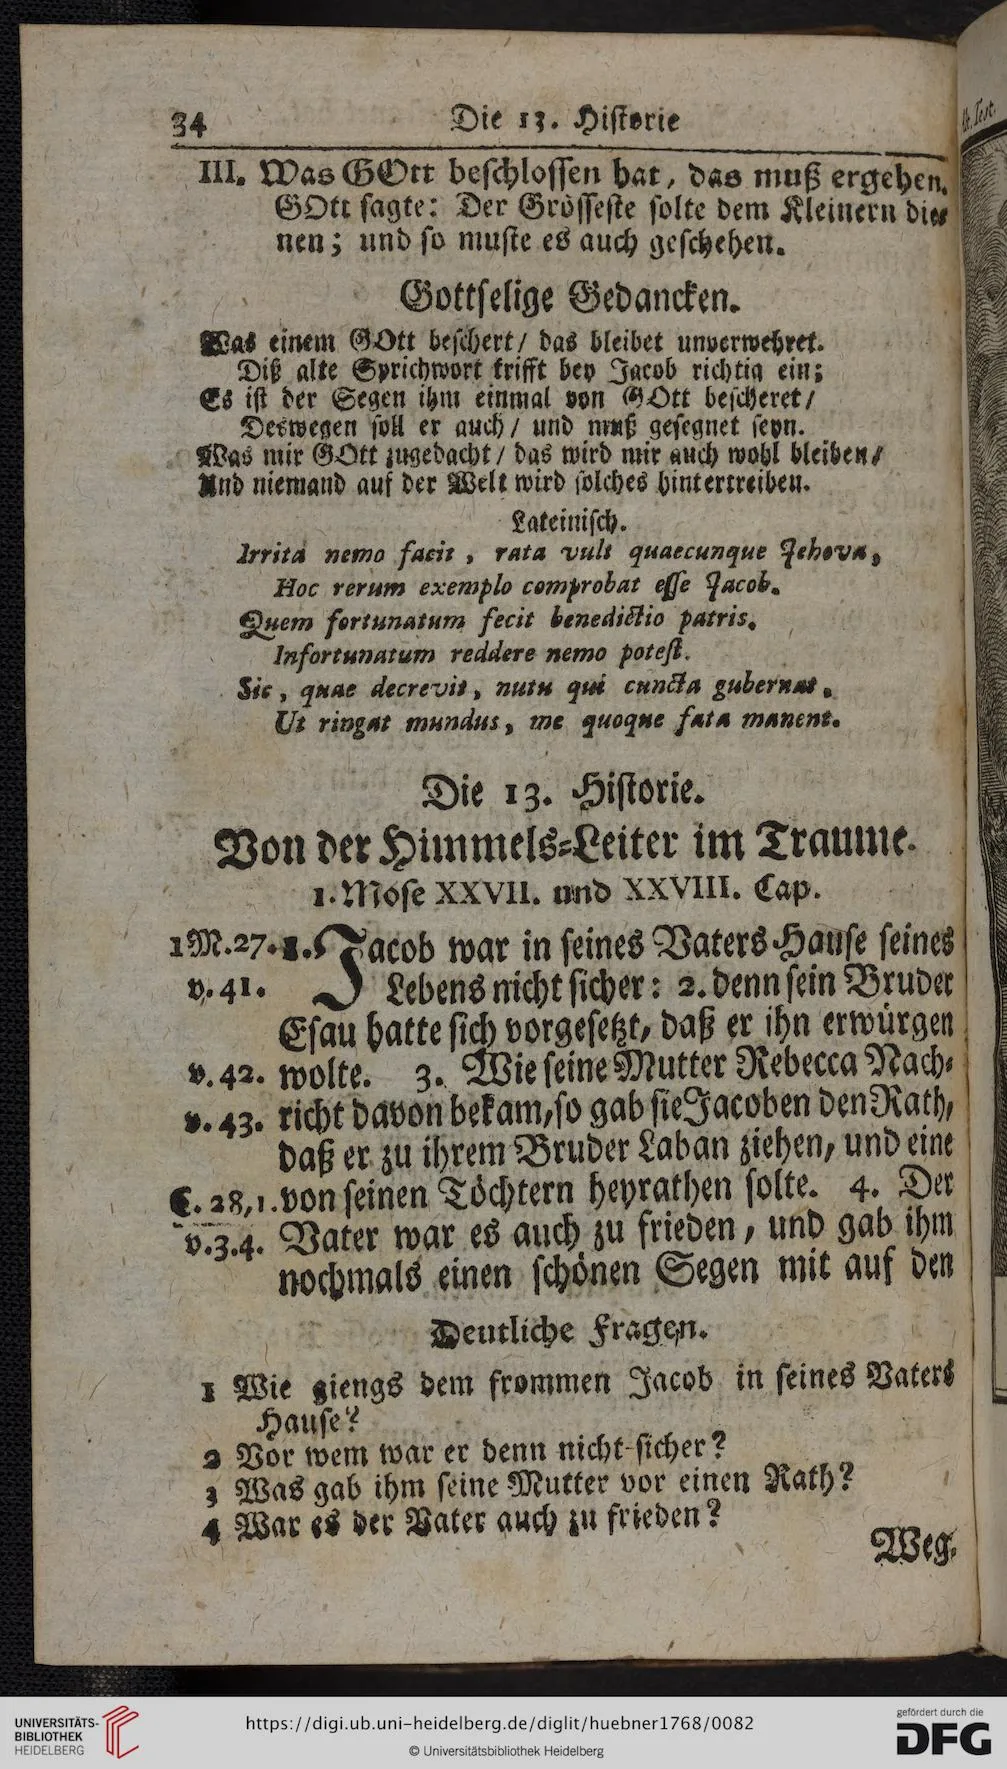 34 Die 13. Historie
III. Was GOtt beschlossen hat, das muß ergehen.
GOtt sagte: Der Grösseste solte dem Kleinern die-
nen; und so muste es auch geschehen.
Gottselige Gedancken.
Was einem GOtt beschert/ das bleibet unverwehret.
Diß alte Sprichwort trifft bey Jacob richtig ein;
Es ist der Segen ihm einmal von GOtt bescheret/
Deswegen soll er auch/ und muß gesegnet seyn.
Was mir GOtt zugedacht/ das wird mir auch wohl bleiben/
Und niemand auf der Welt wird solches hintertreiben.
Lateinisch.
Irrita nemo facit, rata vult quaecunque Jehova,
Hoc rerum exemplo comprobat esse Jacob.
Quem fortunatum fecit benedictio patris,
Infortunatum reddere nemo potest.
Sic, quae decrevit, nutu qui cuncta gubernat,
Ut ringat mundus, me quoque fata manent.
Die 13. Historie.
Von der Himmels-Leiter im Traume.
1. Mose XXVII. und XXVIII. Cap.
1 M. 27. 1. Jacob war in seines Vaters Hause seines
v. 41. Lebens nicht sicher: 2. denn sein Bruder
Esau hatte sich vorgesetzt, daß er ihn erwürgen
v. 42. wolte. 3. Wie seine Mutter Rebecca Nach-
v. 43. richt davon bekam, so gab sie Jacoben den Rath,
daß er zu ihrem Bruder Laban ziehen, und eine
C. 28, 1. von seinen Töchtern heyrathen solte. 4. Der
v. 3. 4. Vater war es auch zu frieden, und gab ihm
nochmals einen schönen Segen mit auf den
Deutliche Fragen.
1 Wie giengs dem frommen Jacob in seines Vaters
Hause?
2 Vor wem war er denn nicht sicher?
3 Was gab ihm seine Mutter vor einen Rath?
4 War es der Vater auch zu frieden?
Weg.
UNIVERSITÄTS-
BIBLIOTHEK
HEIDELBERG
https://digi.ub.uni-heidelberg.de/diglit/huebner1768/0082
© Universitätsbibliothek Heidelberg
gefördert durch die
DFG